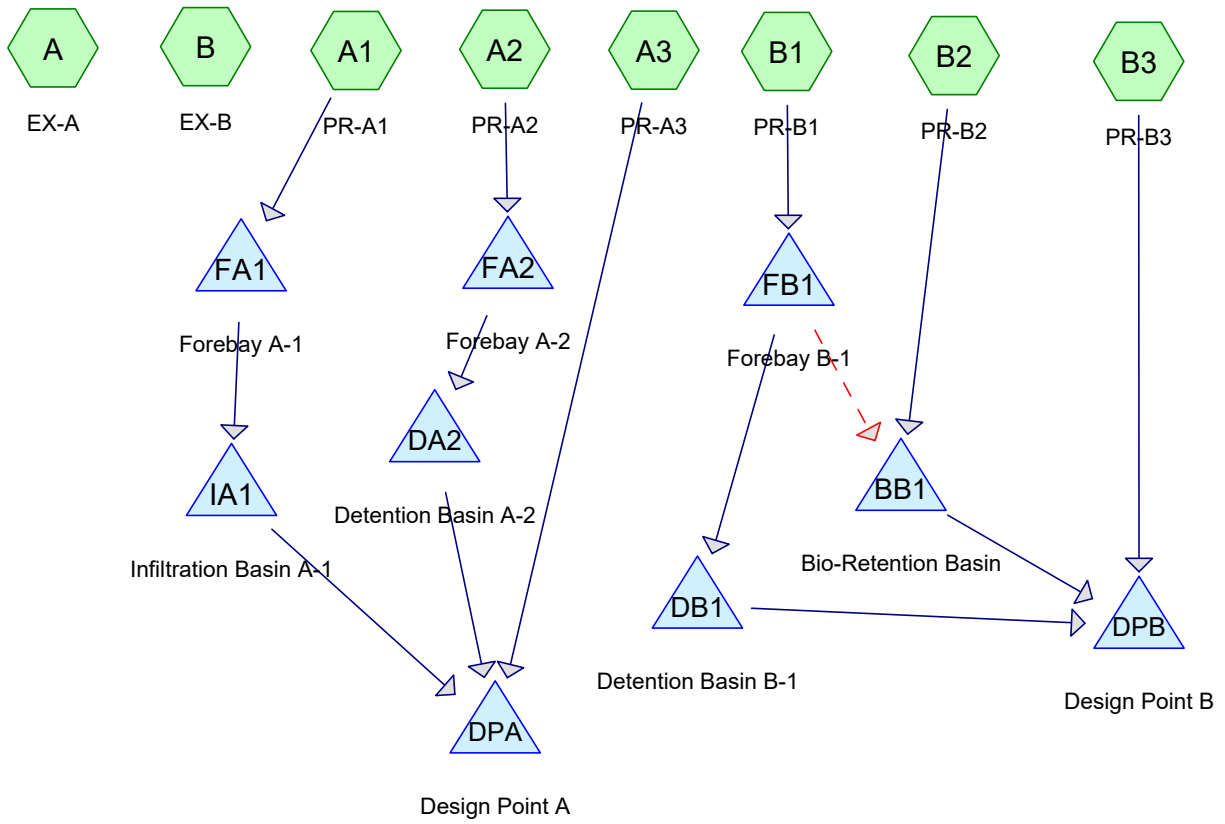 A
B
A1
A2
A3
B1
B2
B3
EX-A
EX-B
PR-A1
PR-A2
PR-A3
PR-B1
PR-B2
PR-B3
FA1
FA2
FB1
Forebay A-1
Forebay A-2
Forebay B-1
DA2
IA1
BB1
Detention Basin A-2
Infiltration Basin A-1
Bio-Retention Basin
DB1
DPB
Detention Basin B-1
Design Point B
DPA
Design Point A